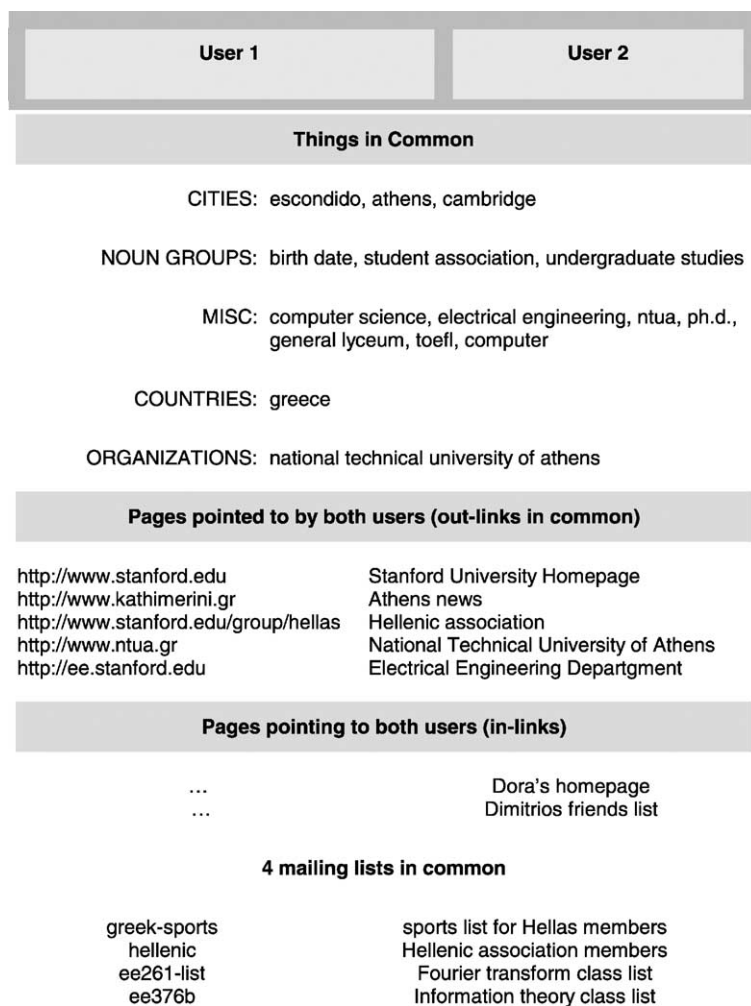 User 1 User 2
Things in Common
CITIES: escondido, athens, cambridge
NOUN GROUPS: birth date, student association, undergraduate studies
MISC: computer science, electrical engineering, ntua, ph.d.,
general lyceum, toefl, computer
COUNTRIES: greece
ORGANIZATIONS: national technical university of athens
Pages pointed to by both users (out-links in common)
http://www.stanford.edu Stanford University Homepage
http://www.kathimerini.gr Athens news
http://www.stanford.edu/group/hellas Hellenic association
http://www.ntua.gr National Technical University of Athens
http://ee.stanford.edu Electrical Engineering Departgment
Pages pointing to both users (in-links)
… Dora's homepage
… Dimitrios friends list
4 mailing lists in common
greek-sports sports list for Hellas members
hellenic Hellenic association members
ee261-list Fourier transform class list
ee376b Information theory class list